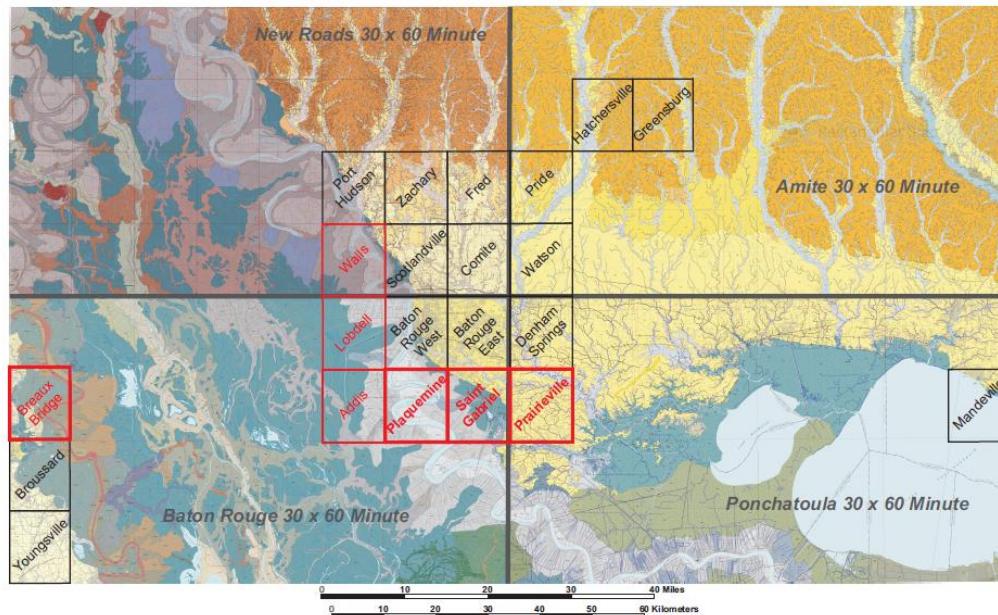 New Roads 30 x 60 Minute
Hatchersville
Greensburg
Port
Hudson
Zachary
Fred
Pride
Amite 30 x 60 Minute
Walls
Scotlandville
Comite
Watson
Lobdell
Baton
Rouge
West
Baton
Rouge
East
Denham
Springs
Breaux
Bridge
Addis
Plaquemine
Saint
Gabriel
Prairieville
Mandeville
Broussard
Youngsville
Baton Rouge 30 x 60 Minute
Ponchatoula 30 x 60 Minute
10 0 10 20 30 40 Miles
10 0 10 20 30 40 50 60 Kilometers